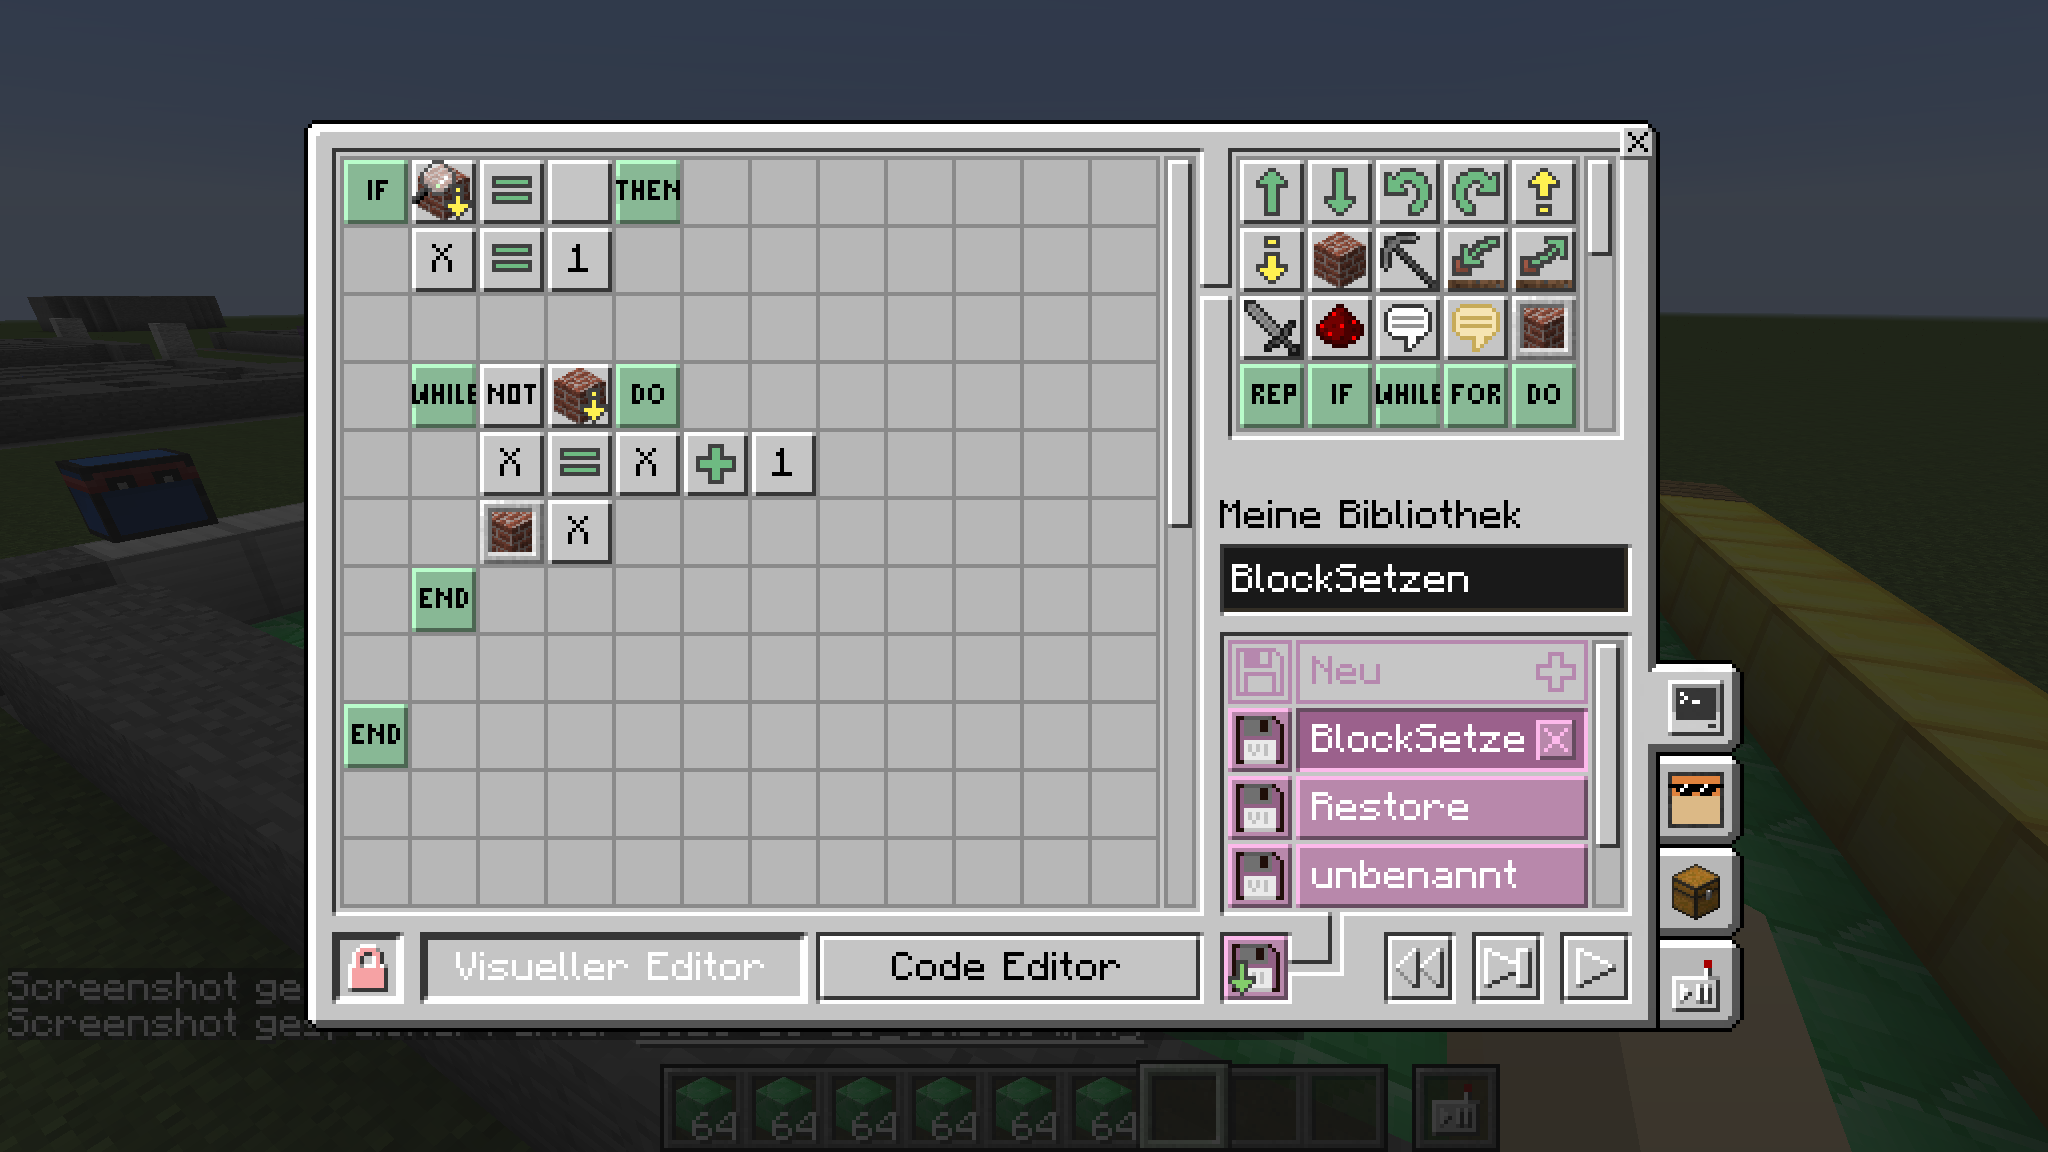 IF = THEN
X = 1
WHILE NOT DO
X = X + 1
X
END
END
REP IF WHILE FOR DO
Meine Bibliothek
BlockSetzen
Neu
BlockSetze
Restore
unbenannt
Visueller Editor
Code Editor
Screenshot ge
Screenshot ges
64 64 64 64 64 64